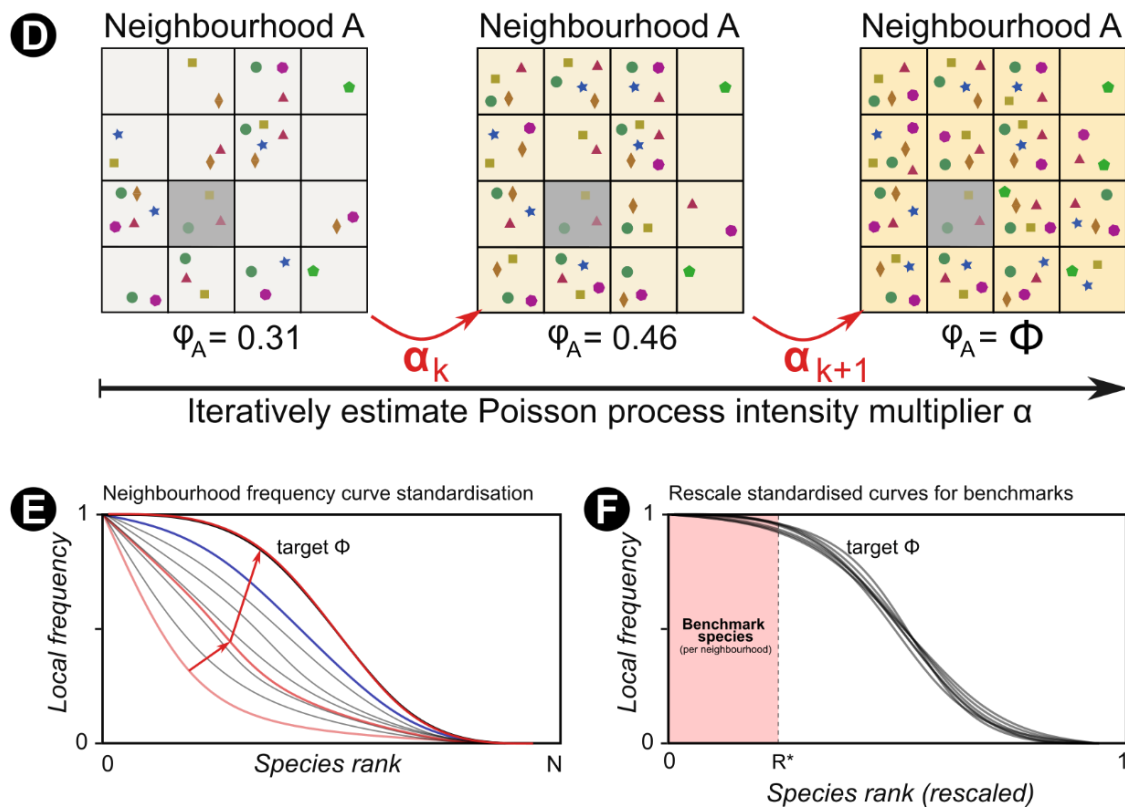 D
Neighbourhood A
Neighbourhood A
Neighbourhood A
φA = 0.31
φA = 0.46
φA = Φ
αk
αk+1
Iteratively estimate Poisson process intensity multiplier α
E
Neighbourhood frequency curve standardisation
1
target Φ
Local frequency
0
0
Species rank
N
F
Rescale standardised curves for benchmarks
1
target Φ
Benchmark
species
(per neighbourhood)
Local frequency
0
0
R*
1
Species rank (rescaled)